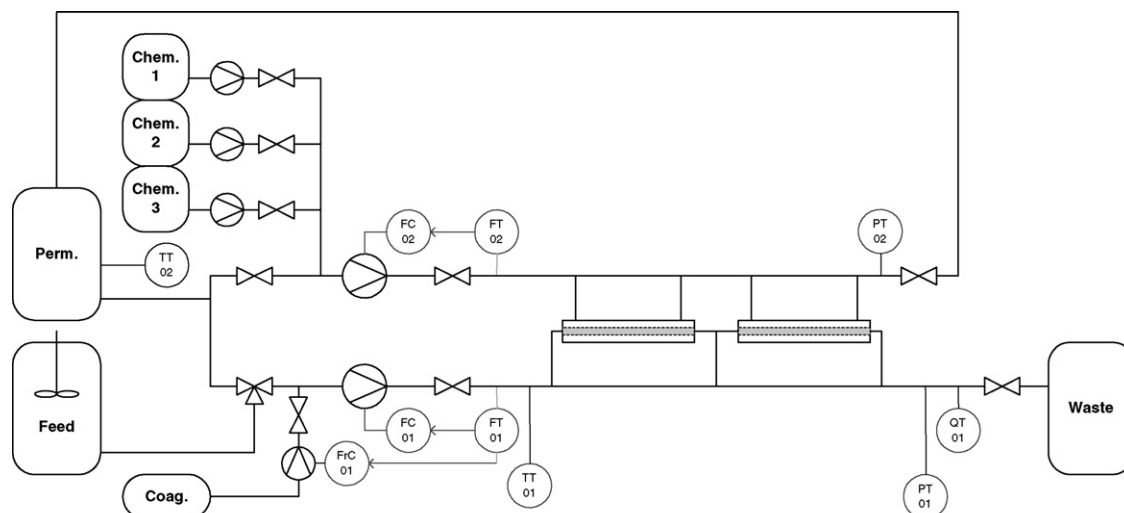 Chem.
1
Chem.
2
Chem.
3
Perm.
TT
02
FC
02
FT
02
PT
02
Feed
FC
01
FT
01
FrC
01
Coag.
TT
01
PT
01
QT
01
Waste